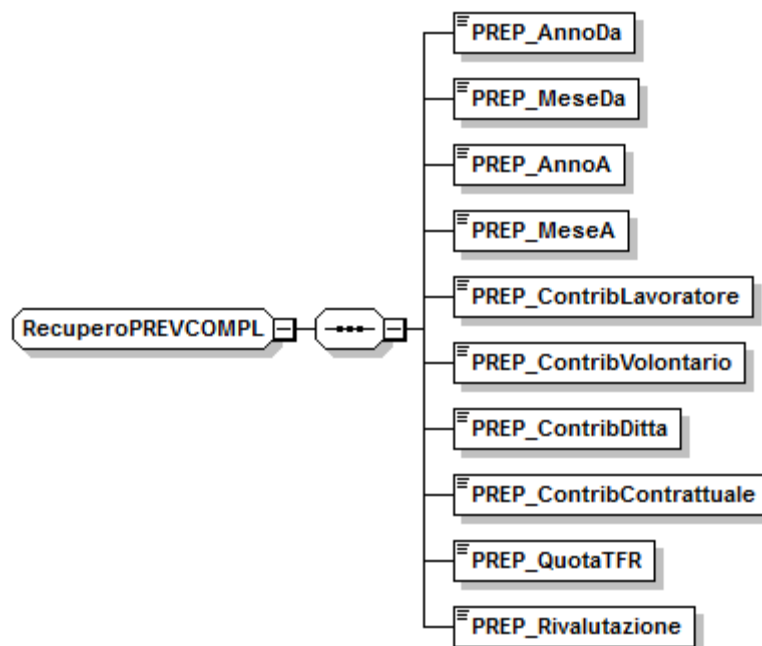 PREP_AnnoDa
PREP_MeseDa
PREP_AnnoA
PREP_MeseA
PREP_ContribLavoratore
RecuperoPREVCOMPL
PREP_ContribVolontario
PREP_ContribDitta
PREP_ContribContrattuale
PREP_QuotaTFR
PREP_Rivalutazione